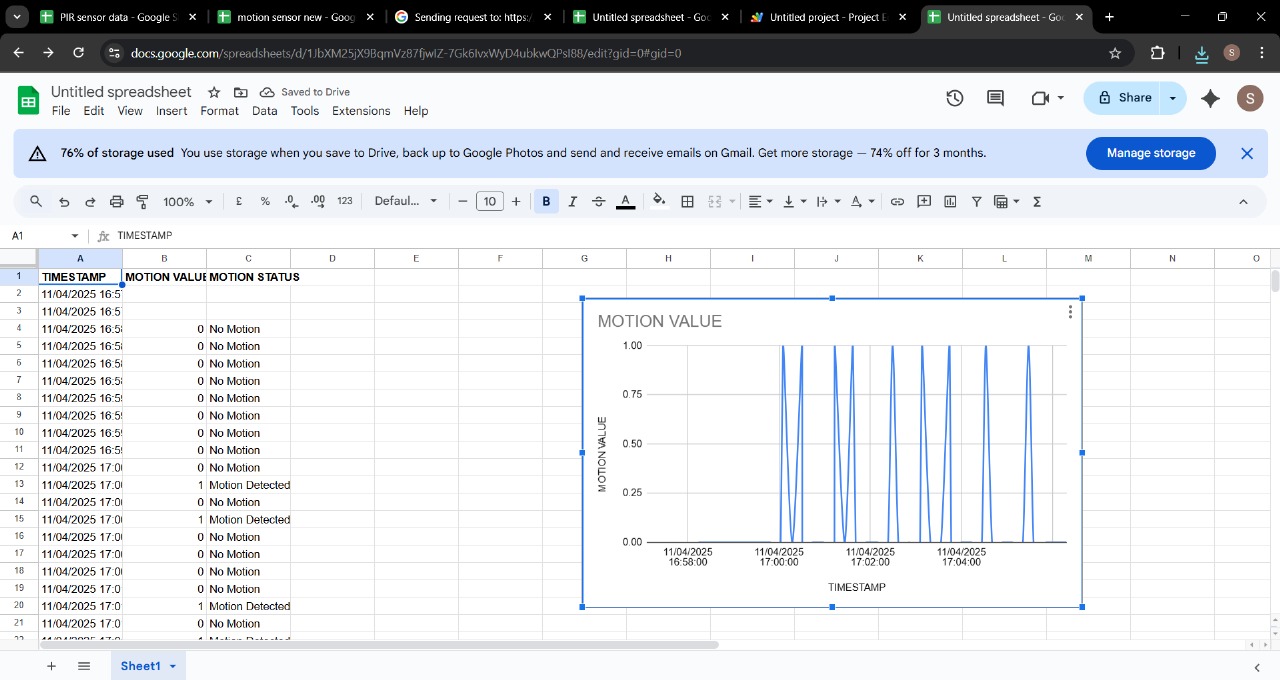 PIR sensor data - Google S
motion sensor new - Goog
Sending requests to: https:/
Untitled spreadsheet - Goo
Untitled project - Project E
Untitled spreadsheet - Goo
docs.google.com/spreadsheets/d/1JbXM25jX9BqmVz87fjwIZ-7Gk6IvxWyD4ubkwQPsI88/edit?gid=0#gid=0
S
Untitled spreadsheet
Saved to Drive
File Edit View Insert Format Data Tools Extensions Help
Share
S
76% of storage used You use storage when you save to Drive, back up to Google Photos and send and receive emails on Gmail. Get more storage — 74% off for 3 months.
Manage storage
100% £ % .0 .00 123 Defaul... 10 B I S A Σ
A1 fx TIMESTAMP
A B C D E F G H I J K L M N O
1 TIMESTAMP MOTION VALUE MOTION STATUS
2 11/04/2025 16:5
3 11/04/2025 16:5
4 11/04/2025 16:5 0 No Motion
5 11/04/2025 16:5 0 No Motion
6 11/04/2025 16:5 0 No Motion
7 11/04/2025 16:5 0 No Motion
8 11/04/2025 16:5 0 No Motion
9 11/04/2025 16:5 0 No Motion
10 11/04/2025 16:5 0 No Motion
11 11/04/2025 16:5 0 No Motion
12 11/04/2025 17:0 0 No Motion
13 11/04/2025 17:0 1 Motion Detected
14 11/04/2025 17:0 0 No Motion
15 11/04/2025 17:0 1 Motion Detected
16 11/04/2025 17:0 0 No Motion
17 11/04/2025 17:0 0 No Motion
18 11/04/2025 17:0 0 No Motion
19 11/04/2025 17:0 0 No Motion
20 11/04/2025 17:0 1 Motion Detected
21 11/04/2025 17:0 0 No Motion
MOTION VALUE
1.00
0.75
0.50
0.25
0.00
MOTION VALUE
11/04/2025 11/04/2025 11/04/2025 11/04/2025
16:58:00 17:00:00 17:02:00 17:04:00
TIMESTAMP
Sheet1